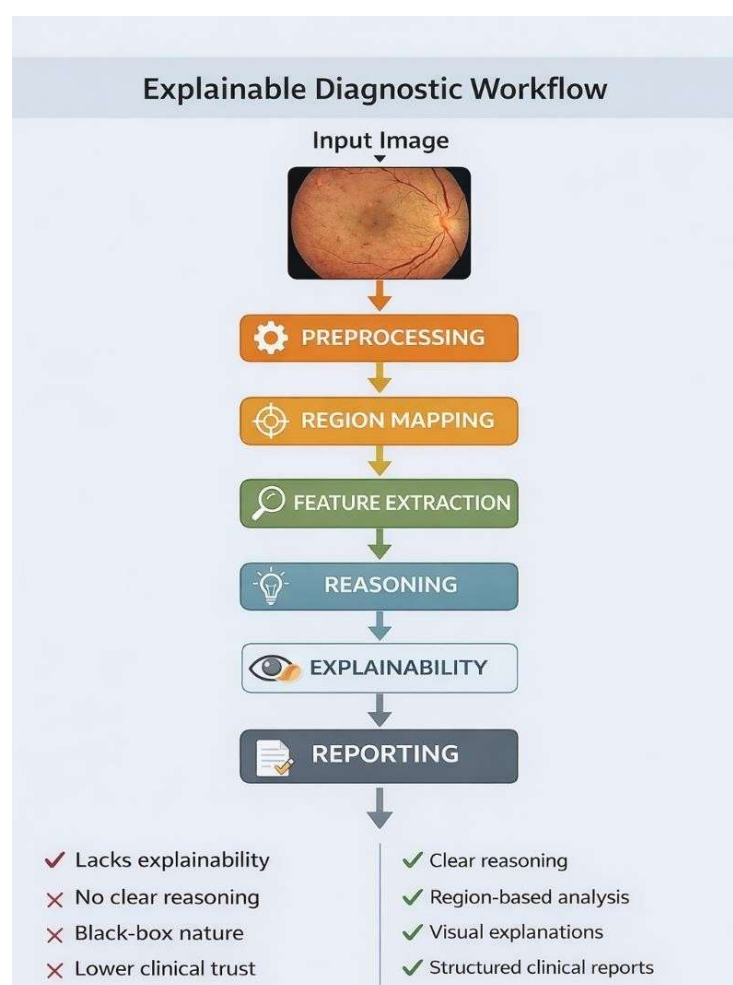 Explainable Diagnostic Workflow
Input Image
PREPROCESSING
REGION MAPPING
FEATURE EXTRACTION
REASONING
EXPLAINABILITY
REPORTING
Lacks explainability
No clear reasoning
Black-box nature
Lower clinical trust
Clear reasoning
Region-based analysis
Visual explanations
Structured clinical reports